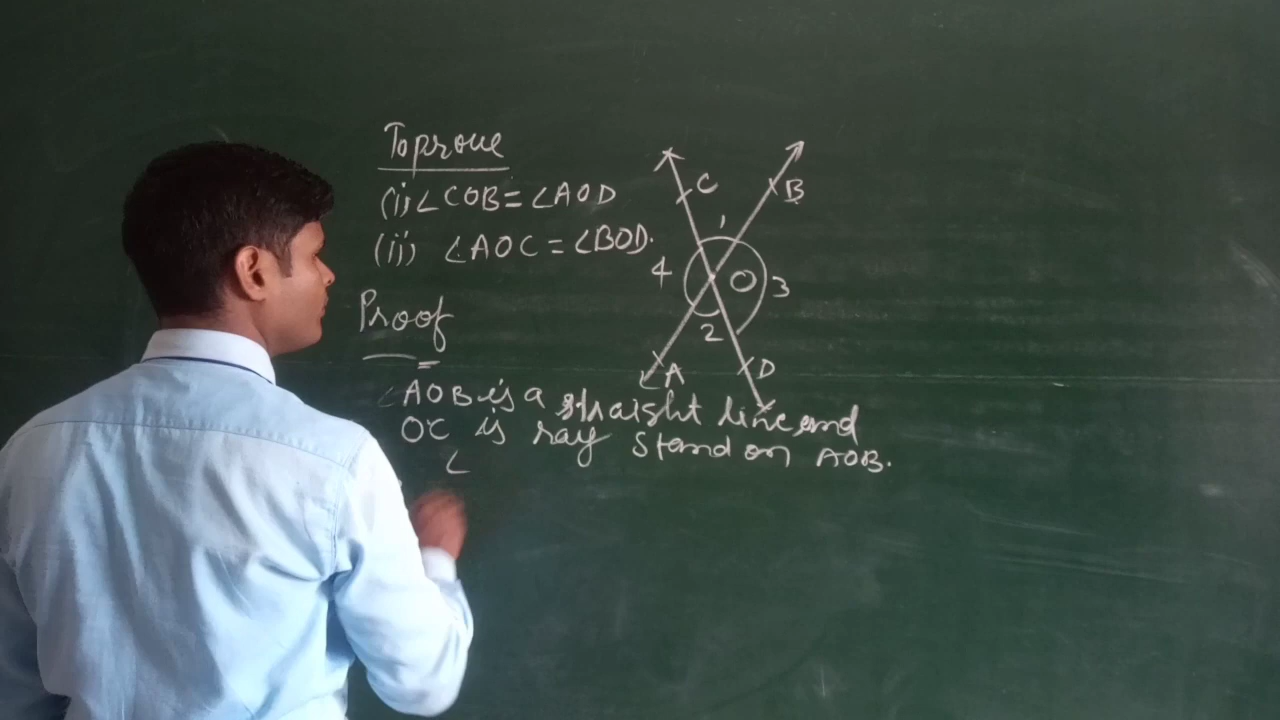 To prove
(i) ∠COB = ∠AOD
(ii) ∠AOC = ∠BOD.
Proof
∠AOB is a straight line and
OC is ray stand on AOB.
∠
C
B
1
4
O
3
2
A
D